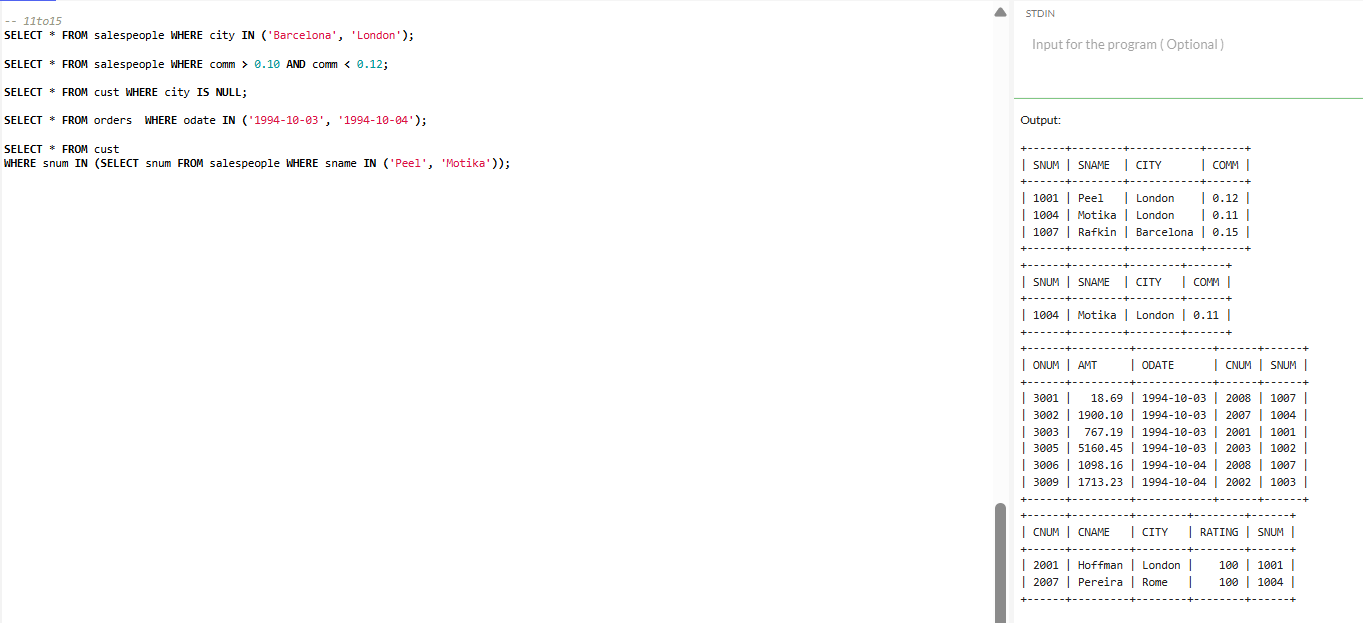 -- 11to15
SELECT * FROM salespeople WHERE city IN ('Barcelona', 'London');
SELECT * FROM salespeople WHERE comm > 0.10 AND comm < 0.12;
SELECT * FROM cust WHERE city IS NULL;
SELECT * FROM orders  WHERE odate IN ('1994-10-03', '1994-10-04');
SELECT * FROM cust
WHERE snum IN (SELECT snum FROM salespeople WHERE sname IN ('Peel', 'Motika'));
STDIN
Input for the program ( Optional )
Output:
+------+--------+-----------+------+
| SNUM | SNAME  | CITY      | COMM |
+------+--------+-----------+------+
| 1001 | Peel   | London    | 0.12 |
| 1004 | Motika | London    | 0.11 |
| 1007 | Rafkin | Barcelona | 0.15 |
+------+--------+-----------+------+
+------+--------+--------+------+
| SNUM | SNAME  | CITY   | COMM |
+------+--------+--------+------+
| 1004 | Motika | London | 0.11 |
+------+--------+--------+------+
+------+---------+------------+------+------+
| ONUM | AMT     | ODATE      | CNUM | SNUM |
+------+---------+------------+------+------+
| 3001 |   18.69 | 1994-10-03 | 2008 | 1007 |
| 3002 | 1900.10 | 1994-10-03 | 2007 | 1004 |
| 3003 |  767.19 | 1994-10-03 | 2001 | 1001 |
| 3005 | 5160.45 | 1994-10-03 | 2003 | 1002 |
| 3006 | 1098.16 | 1994-10-04 | 2008 | 1007 |
| 3009 | 1713.23 | 1994-10-04 | 2002 | 1003 |
+------+---------+------------+------+------+
+------+---------+--------+--------+------+
| CNUM | CNAME   | CITY   | RATING | SNUM |
+------+---------+--------+--------+------+
| 2001 | Hoffman | London |    100 | 1001 |
| 2007 | Pereira | Rome   |    100 | 1004 |
+------+---------+--------+--------+------+